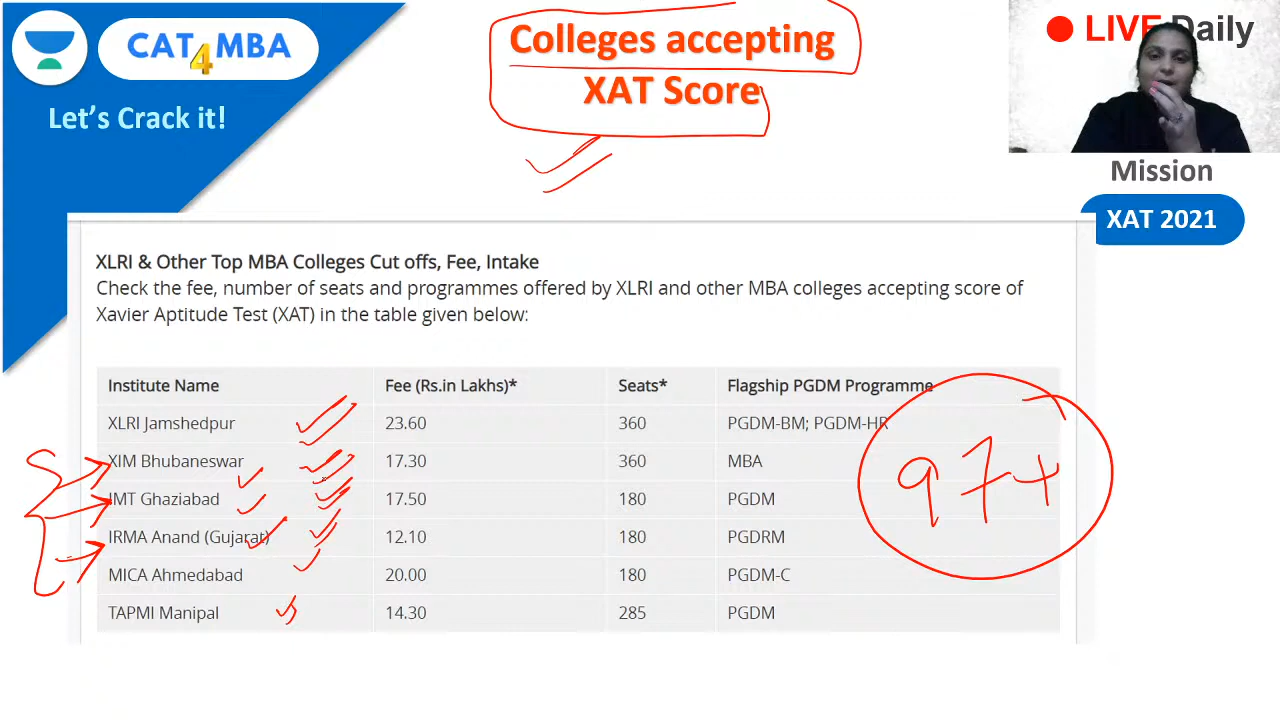 CAT4MBA
Let's Crack it!
Colleges accepting
XAT Score
LIVE Daily
Mission
XAT 2021
XLRI & Other Top MBA Colleges Cut offs, Fee, Intake
Check the fee, number of seats and programmes offered by XLRI and other MBA colleges accepting score of
Xavier Aptitude Test (XAT) in the table given below:
Institute Name Fee (Rs.in Lakhs)* Seats* Flagship PGDM Programme
XLRI Jamshedpur 23.60 360 PGDM-BM; PGDM-HR
XIM Bhubaneswar 17.30 360 MBA
IMT Ghaziabad 17.50 180 PGDM
IRMA Anand (Gujarat) 12.10 180 PGDRM
MICA Ahmedabad 20.00 180 PGDM-C
TAPMI Manipal 14.30 285 PGDM
97+